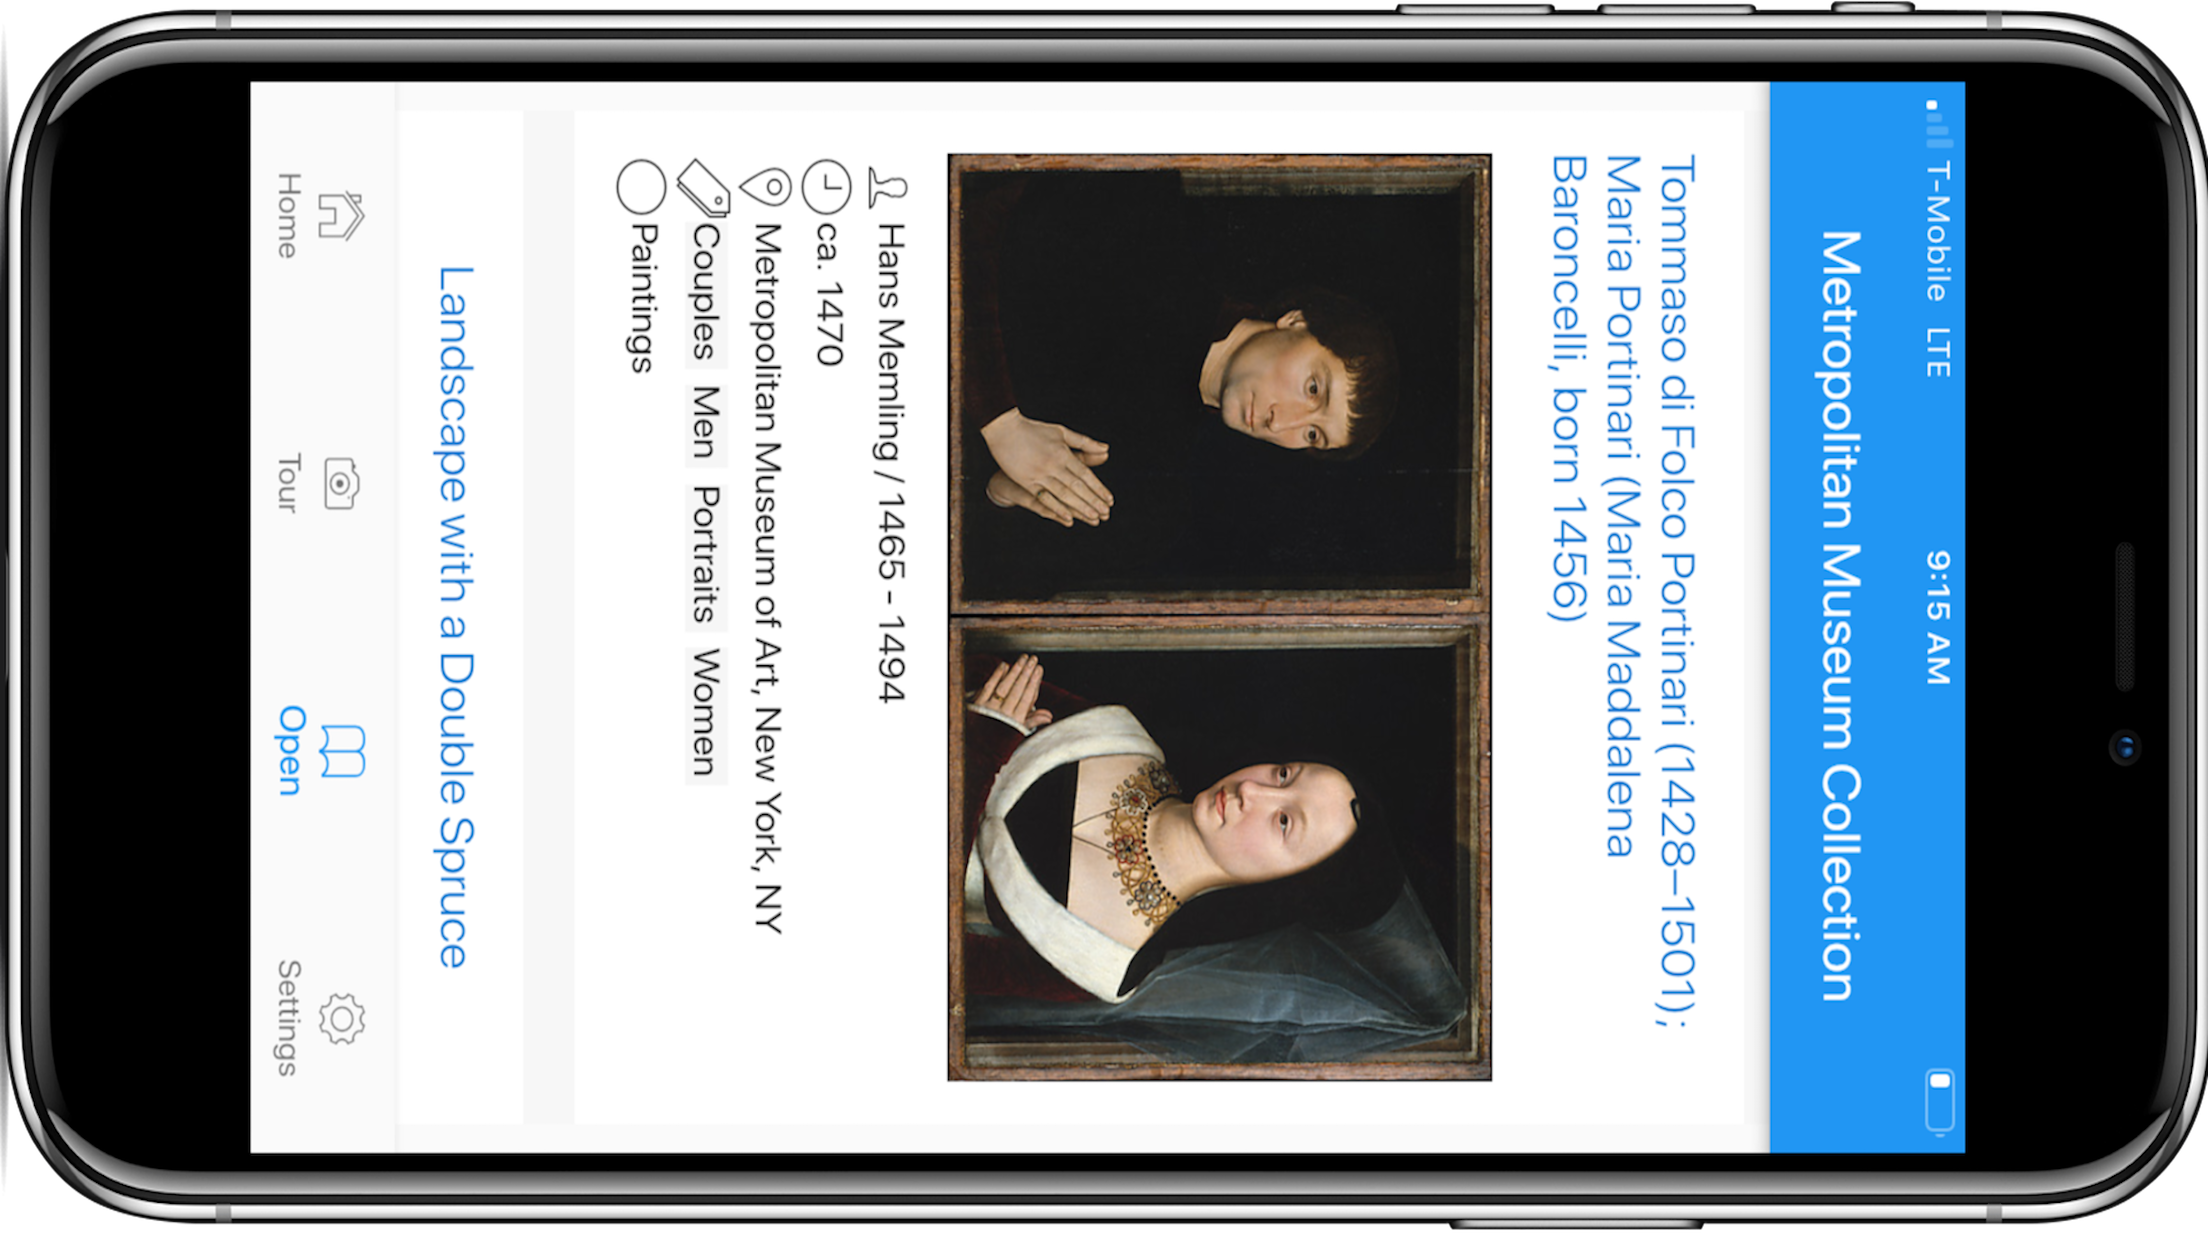 T-Mobile LTE 9:15 AM
Metropolitan Museum Collection
Tommaso di Folco Portinari (1428–1501);
Maria Portinari (Maria Maddalena
Baroncelli, born 1456)
Hans Memling / 1465 - 1494
ca. 1470
Metropolitan Museum of Art, New York, NY
Couples Men Portraits Women
Paintings
Landscape with a Double Spruce
Home Tour Open Settings